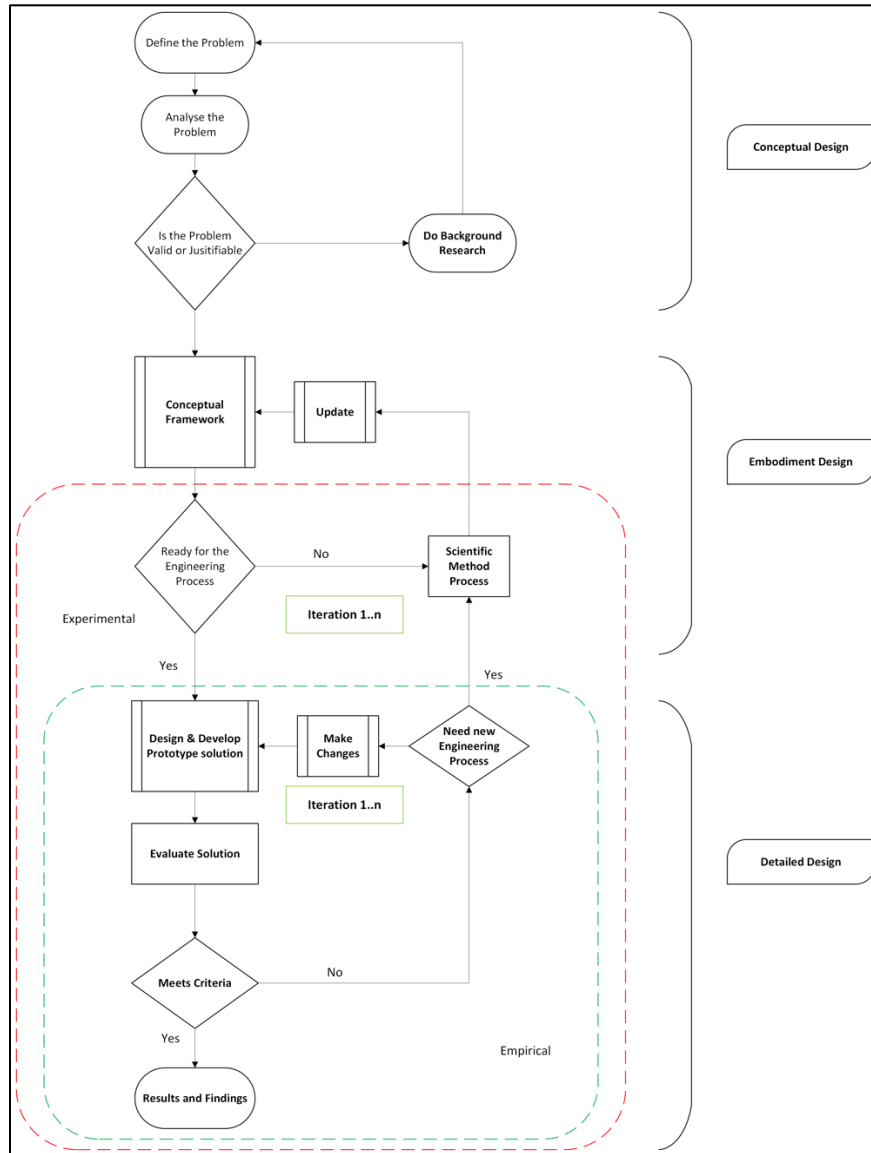 Define the Problem
Analyse the
Problem
Conceptual Design
Is the Problem
Valid or Jusitifiable
Do Background
Research
Conceptual
Framework
Update
Embodiment Design
Ready for the
Engineering
Process
No
Scientific
Method
Process
Iteration 1..n
Experimental
Yes
Yes
Design & Develop
Prototype solution
Make
Changes
Need new
Engineering
Process
Iteration 1..n
Evaluate Solution
Detailed Design
Meets Criteria
No
Yes
Empirical
Results and Findings